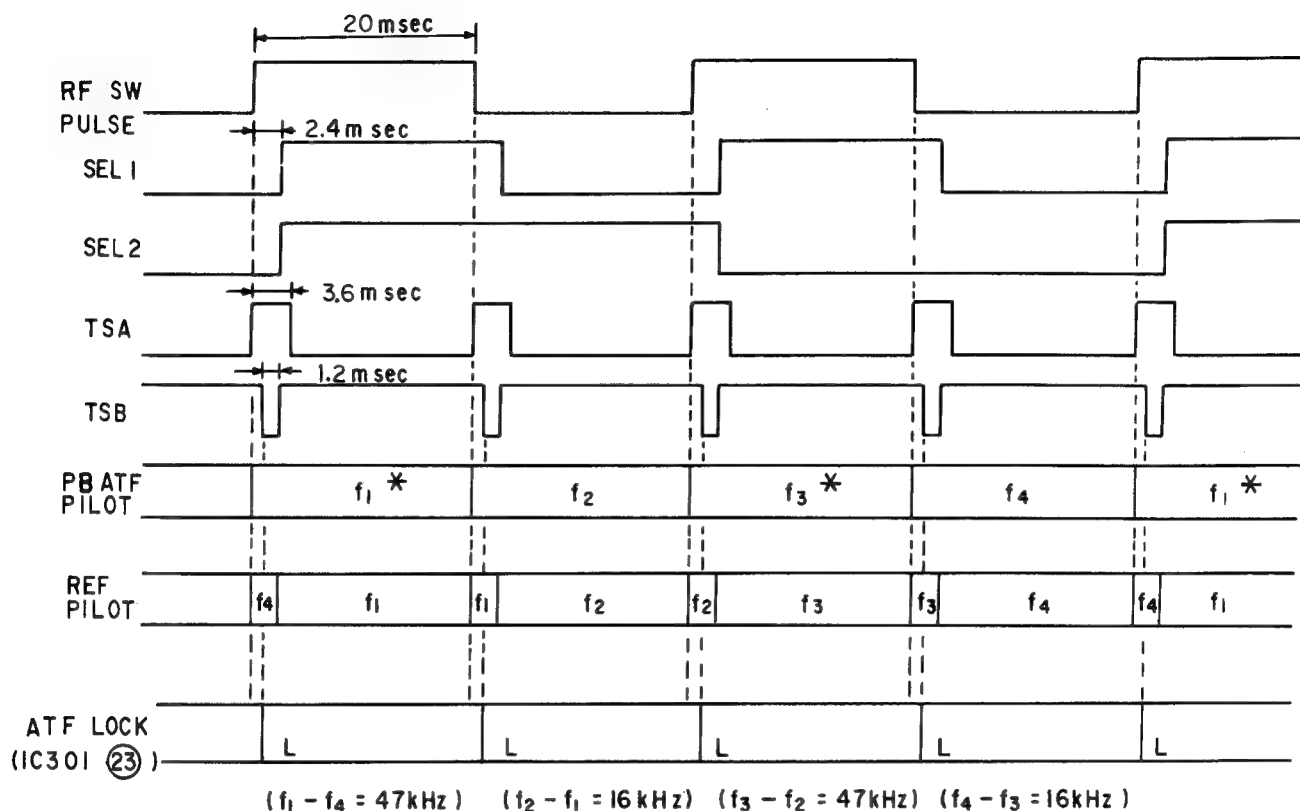 20 msec
RF SW
PULSE
2.4 m sec
SEL 1
SEL 2
3.6 m sec
TSA
1.2 m sec
TSB
PB ATF
PILOT
f1 * f2 f3 * f4 f1 *
REF
PILOT
f4 f1 f1 f2 f2 f3 f3 f4 f4 f1
ATF LOCK
(IC301 23)
L L L L L
(f1 - f4 = 47kHz) (f2 - f1 = 16kHz) (f3 - f2 = 47kHz) (f4 - f3 = 16kHz)